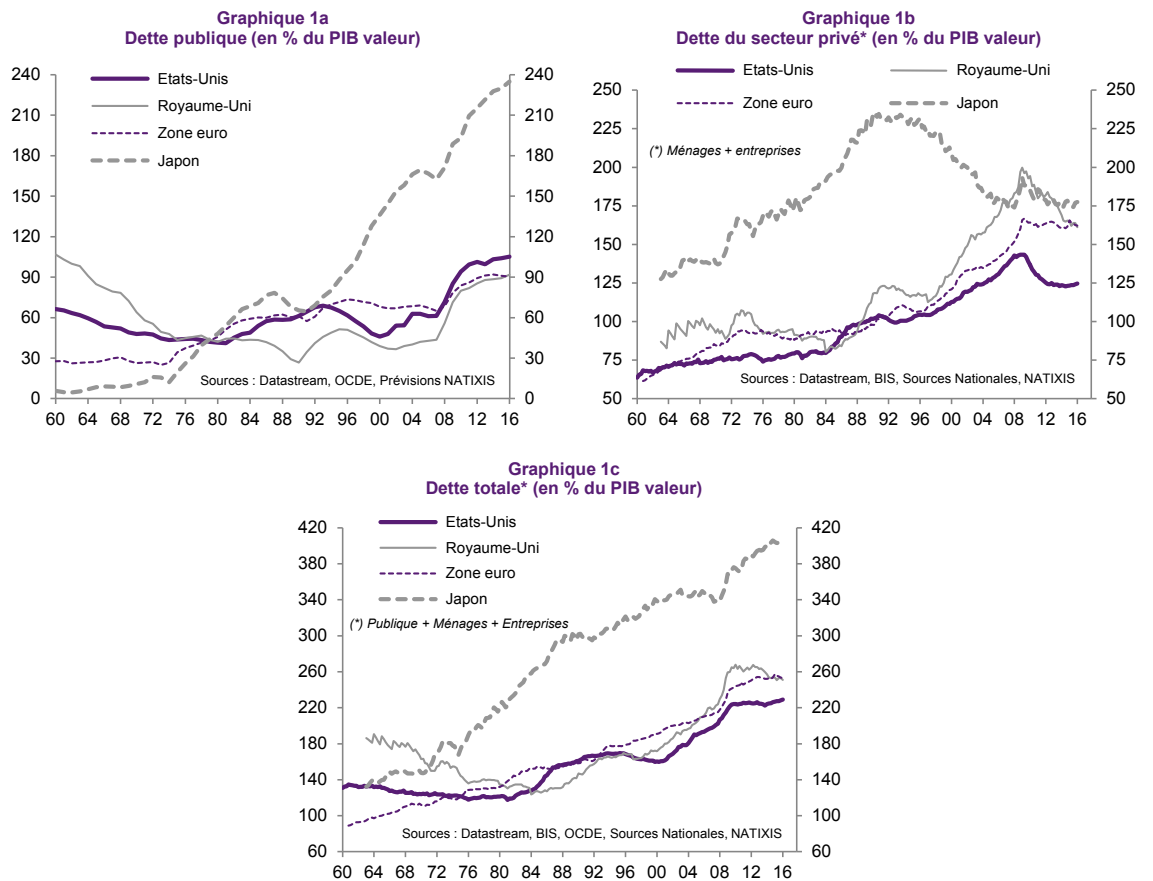 Graphique 1a
Dette publique (en % du PIB valeur)
Etats-Unis
Royaume-Uni
Zone euro
Japon
240
210
180
150
120
90
60
30
0
240
210
180
150
120
90
60
30
0
Sources : Datastream, OCDE, Prévisions NATIXIS
60 64 68 72 76 80 84 88 92 96 00 04 08 12 16
Graphique 1b
Dette du secteur privé* (en % du PIB valeur)
Etats-Unis
Royaume-Uni
Zone euro
Japon
(*) Ménages + entreprises
250
225
200
175
150
125
100
75
50
250
225
200
175
150
125
100
75
50
Sources : Datastream, BIS, Sources Nationales, NATIXIS
60 64 68 72 76 80 84 88 92 96 00 04 08 12 16
Graphique 1c
Dette totale* (en % du PIB valeur)
Etats-Unis
Royaume-Uni
Zone euro
Japon
(*) Publique + Ménages + Entreprises
420
380
340
300
260
220
180
140
100
60
420
380
340
300
260
220
180
140
100
60
Sources : Datastream, BIS, OCDE, Sources Nationales, NATIXIS
60 64 68 72 76 80 84 88 92 96 00 04 08 12 16